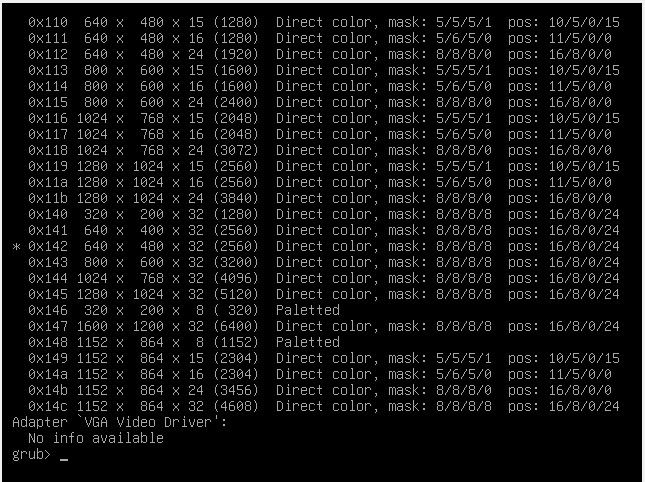 0x110  640 x  480 x 15 (1280)  Direct color, mask: 5/5/5/1  pos: 10/5/0/15
  0x111  640 x  480 x 16 (1280)  Direct color, mask: 5/6/5/0  pos: 11/5/0/0
  0x112  640 x  480 x 24 (1920)  Direct color, mask: 8/8/8/0  pos: 16/8/0/0
  0x113  800 x  600 x 15 (1600)  Direct color, mask: 5/5/5/1  pos: 10/5/0/15
  0x114  800 x  600 x 16 (1600)  Direct color, mask: 5/6/5/0  pos: 11/5/0/0
  0x115  800 x  600 x 24 (2400)  Direct color, mask: 8/8/8/0  pos: 16/8/0/0
  0x116 1024 x  768 x 15 (2048)  Direct color, mask: 5/5/5/1  pos: 10/5/0/15
  0x117 1024 x  768 x 16 (2048)  Direct color, mask: 5/6/5/0  pos: 11/5/0/0
  0x118 1024 x  768 x 24 (3072)  Direct color, mask: 8/8/8/0  pos: 16/8/0/0
  0x119 1280 x 1024 x 15 (2560)  Direct color, mask: 5/5/5/1  pos: 10/5/0/15
  0x11a 1280 x 1024 x 16 (2560)  Direct color, mask: 5/6/5/0  pos: 11/5/0/0
  0x11b 1280 x 1024 x 24 (3840)  Direct color, mask: 8/8/8/0  pos: 16/8/0/0
  0x140  320 x  200 x 32 (1280)  Direct color, mask: 8/8/8/8  pos: 16/8/0/24
  0x141  640 x  400 x 32 (2560)  Direct color, mask: 8/8/8/8  pos: 16/8/0/24
* 0x142  640 x  480 x 32 (2560)  Direct color, mask: 8/8/8/8  pos: 16/8/0/24
  0x143  800 x  600 x 32 (3200)  Direct color, mask: 8/8/8/8  pos: 16/8/0/24
  0x144 1024 x  768 x 32 (4096)  Direct color, mask: 8/8/8/8  pos: 16/8/0/24
  0x145 1280 x 1024 x 32 (5120)  Direct color, mask: 8/8/8/8  pos: 16/8/0/24
  0x146  320 x  200 x  8 ( 320)  Paletted
  0x147 1600 x 1200 x 32 (6400)  Direct color, mask: 8/8/8/8  pos: 16/8/0/24
  0x148 1152 x  864 x  8 (1152)  Paletted
  0x149 1152 x  864 x 15 (2304)  Direct color, mask: 5/5/5/1  pos: 10/5/0/15
  0x14a 1152 x  864 x 16 (2304)  Direct color, mask: 5/6/5/0  pos: 11/5/0/0
  0x14b 1152 x  864 x 24 (3456)  Direct color, mask: 8/8/8/0  pos: 16/8/0/0
  0x14c 1152 x  864 x 32 (4608)  Direct color, mask: 8/8/8/8  pos: 16/8/0/24
Adapter `VGA Video Driver':
  No info available
grub> _